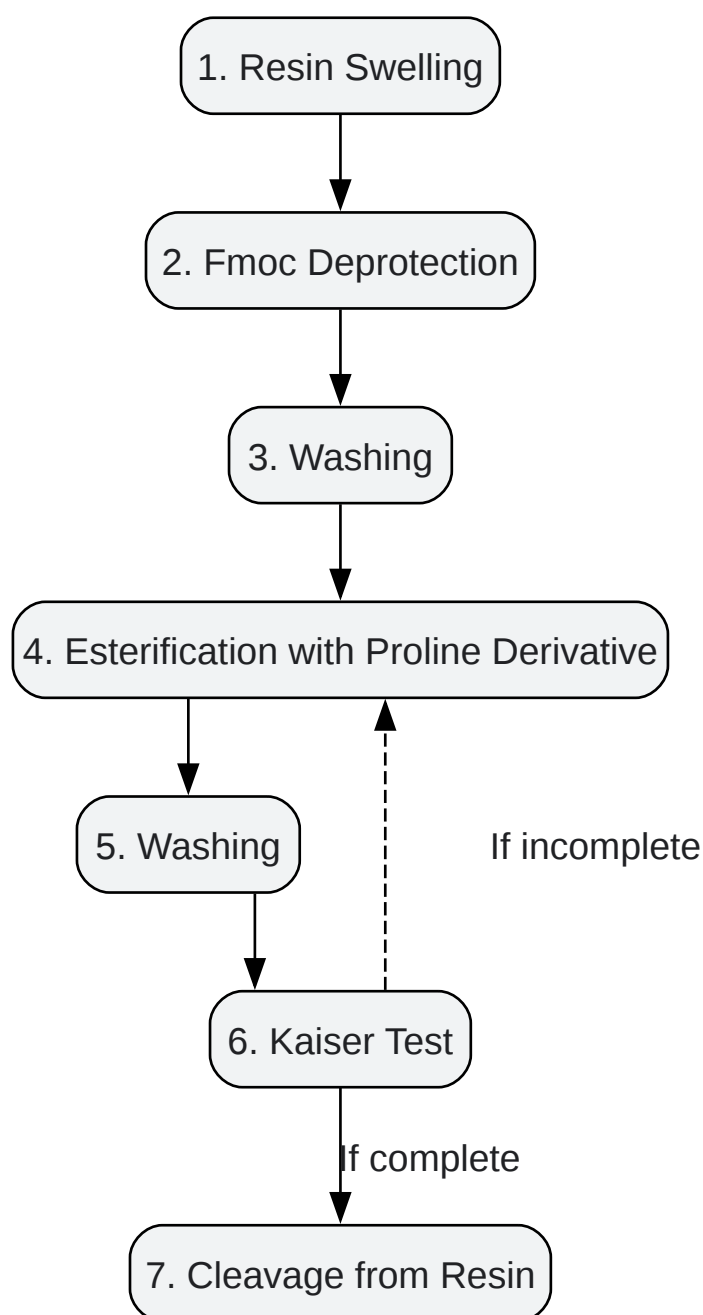 1. Resin Swelling
2. Fmoc Deprotection
3. Washing
4. Esterification with Proline Derivative
5. Washing
If incomplete
6. Kaiser Test
If complete
7. Cleavage from Resin